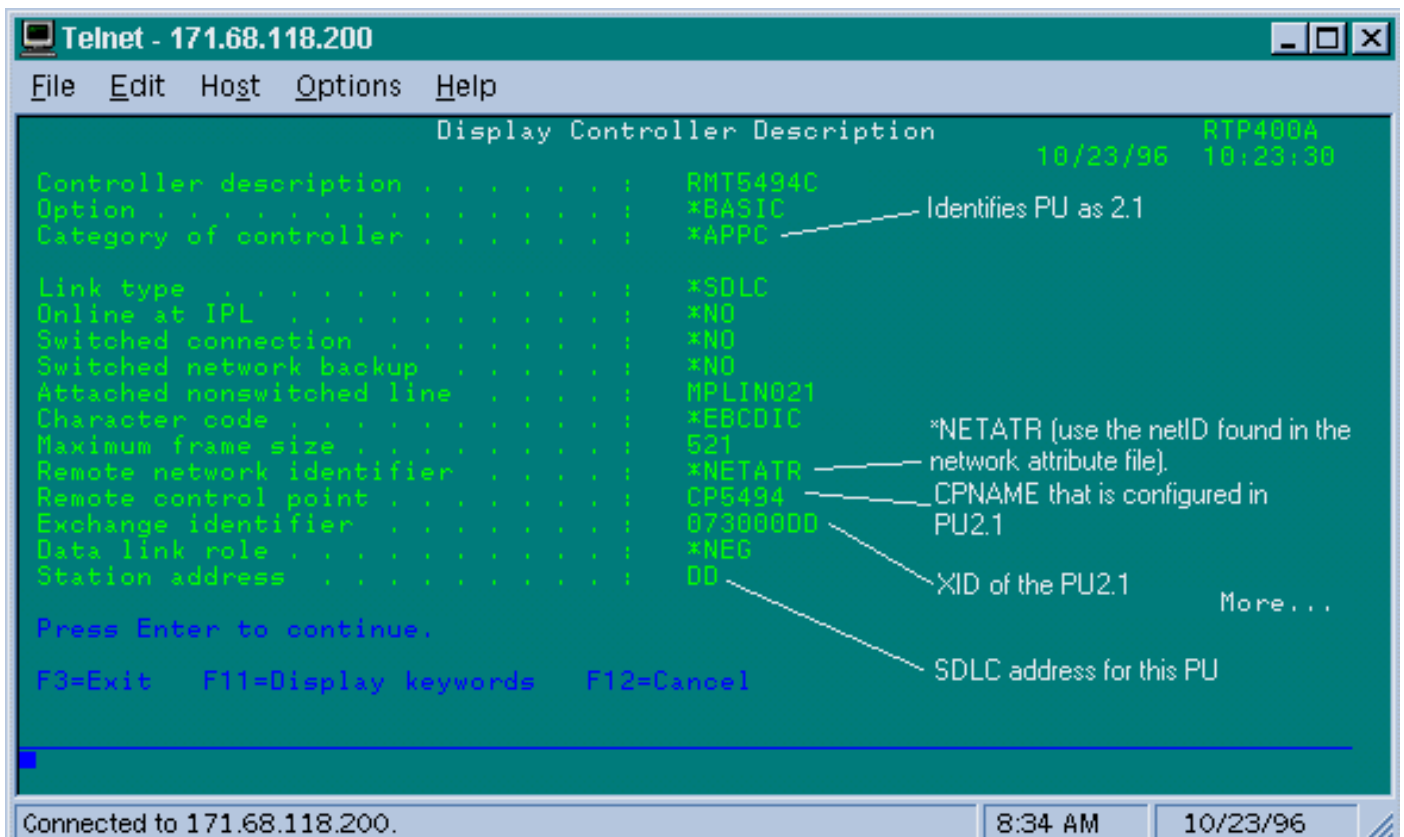 Telnet - 171.68.118.200
File Edit Host Options Help
Display Controller Description RTP400A
10/23/96 10:23:30
Controller description . . . . . . : RMT5494C
Option . . . . . . . . . . . . . . : *BASIC
Identifies PU as 2.1
Category of controller . . . . . . : *APPC
Link type . . . . . . . . . . . . : *SDLC
Online at IPL . . . . . . . . . . : *NO
Switched connection . . . . . . . : *NO
Switched network backup . . . . . : *NO
Attached nonswitched line . . . . : MPLIN021
Character code . . . . . . . . . . : *EBCDIC
Maximum frame size . . . . . . . . : 521
Remote network identifier . . . . : *NETATR
*NETATR (use the netID found in the
network attribute file).
Remote control point . . . . . . . : CP5494
CPNAME that is configured in
PU2.1
Exchange identifier . . . . . . . : 073000DD
XID of the PU2.1
Data link role . . . . . . . . . . : *NEG
Station address . . . . . . . . . : DD
SDLC address for this PU
More...
Press Enter to continue.
F3=Exit F11=Display keywords F12=Cancel
Connected to 171.68.118.200. 8:34 AM 10/23/96